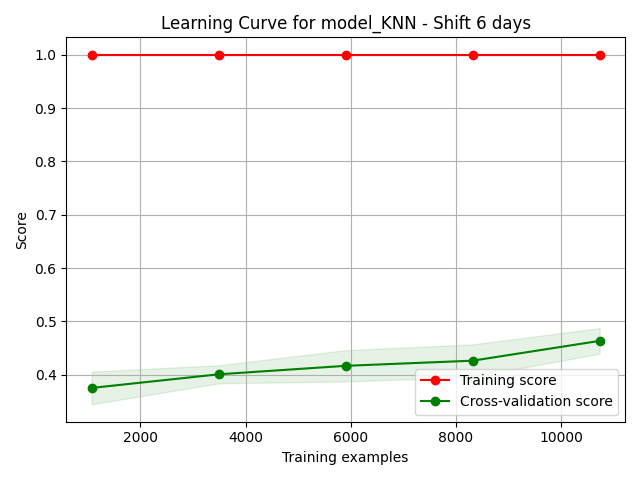 Learning Curve for model_KNN - Shift 6 days
Score
1.0
0.9
0.8
0.7
0.6
0.5
0.4
Training score
Cross-validation score
2000 4000 6000 8000 10000
Training examples